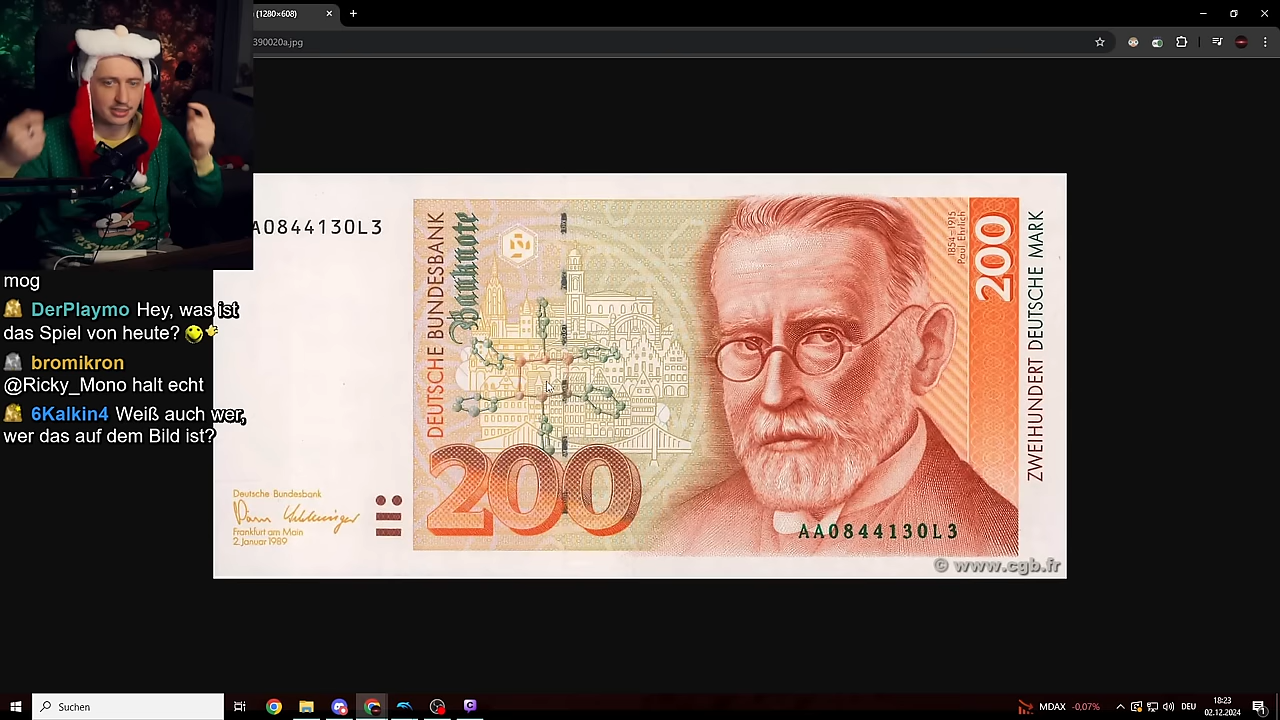 (1280×608)
390020a.jpg
mog
DerPlaymo Hey, was ist
das Spiel von heute?
bromikron
@Ricky_Mono halt echt
6Kalkin4 Weiß auch wer,
wer das auf dem Bild ist?
AA0844130L3
DEUTSCHE BUNDESBANK
Banknote
1854–1915
Paul Ehrlich
200
ZWEIHUNDERT DEUTSCHE MARK
200
Deutsche Bundesbank
Frankfurt am Main
2. Januar 1989
AA0844130L3
© www.cgb.fr
Suchen
MDAX -0,07%
DEU
18:23
02.12.2024